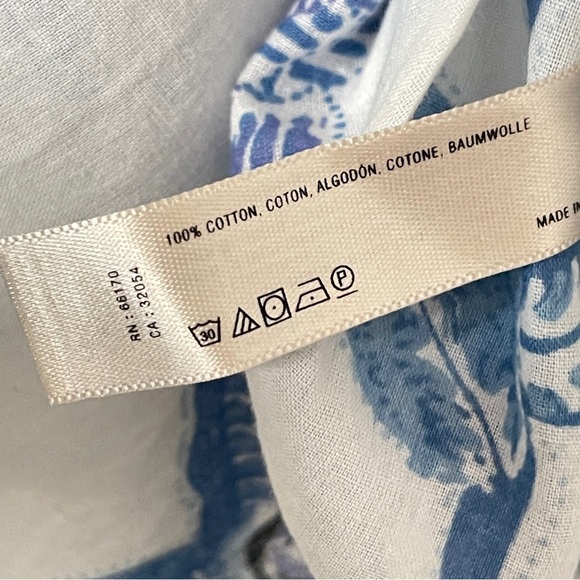 100% COTTON, COTON, ALGODÓN, COTONE, BAUMWOLLE
MADE IN
RN : 66170
CA : 32054
30
P